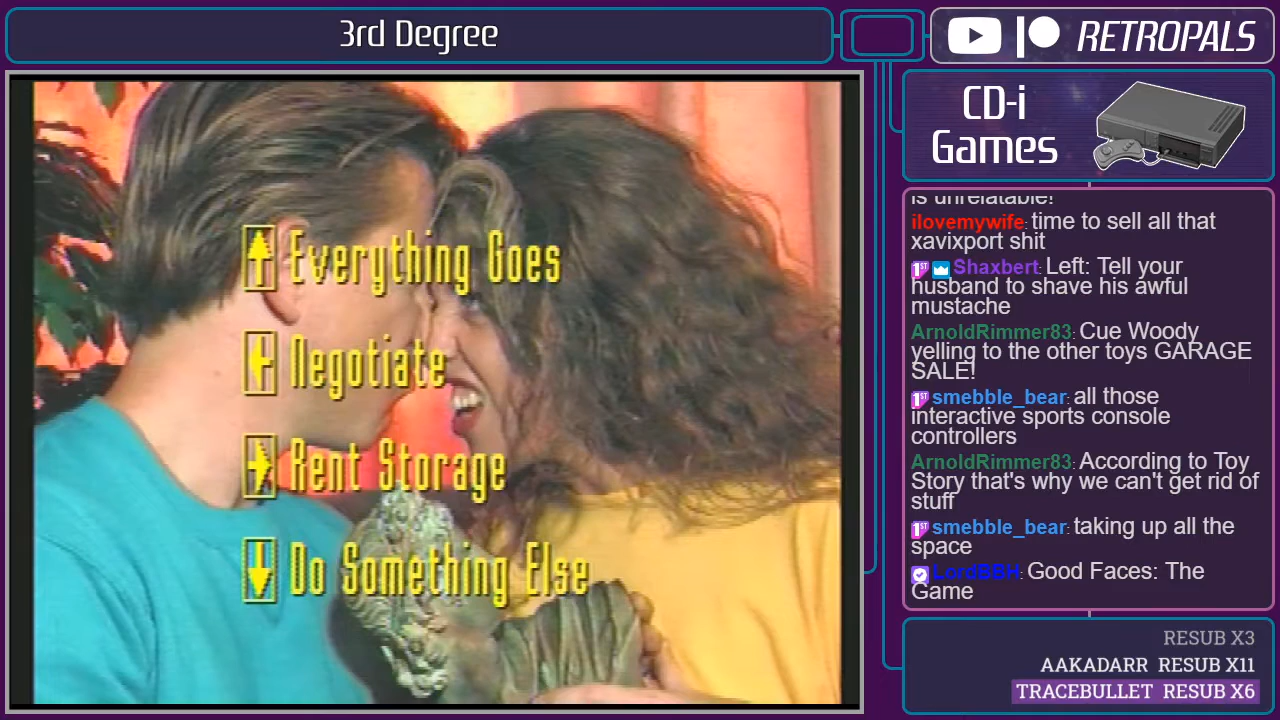 3rd Degree
RETROPALS
CD-i
Games
Everything Goes
Negotiate
Rent Storage
Do Something Else
is unrelatable!
ilovemywife: time to sell all that
xavixport shit
1ST Shaxbert: Left: Tell your
husband to shave his awful
mustache
ArnoldRimmer83: Cue Woody
yelling to the other toys GARAGE
SALE!
1ST smebble_bear: all those
interactive sports console
controllers
ArnoldRimmer83: According to Toy
Story that's why we can't get rid of
stuff
1ST smebble_bear: taking up all the
space
LordBBH: Good Faces: The
Game
RESUB X3
AAKADARR RESUB X11
TRACEBULLET RESUB X6